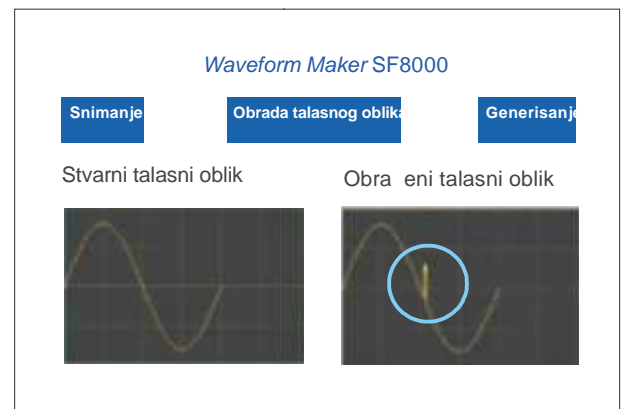 Waveform Maker SF8000
Snimanje
Obrada talasnog oblika
Generisanje
Stvarni talasni oblik
Obra eni talasni oblik